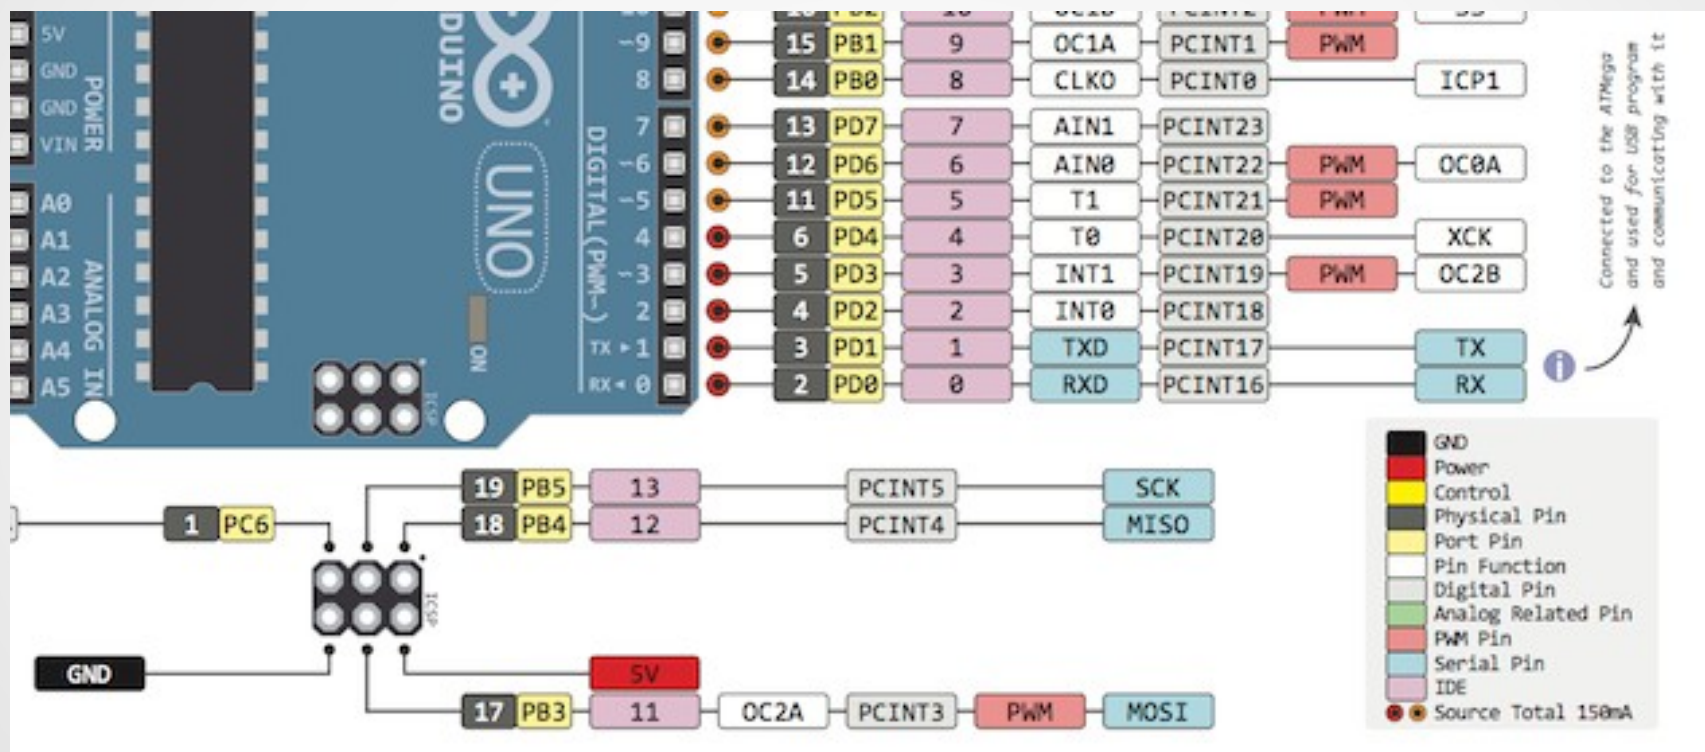 5V
GND
GND
VIN
POWER
A0
A1
A2
A3
A4
A5
ANALOG IN
DUINO
UNO
ON
ICSP
DIGITAL (PWM~)
~9
8
7
~6
~5
4
~3
2
TX ▸ 1
RX ◂ 0
15 PB1 9 OC1A PCINT1 PWM
14 PB0 8 CLKO PCINT0 ICP1
13 PD7 7 AIN1 PCINT23
12 PD6 6 AIN0 PCINT22 PWM OC0A
11 PD5 5 T1 PCINT21 PWM
6 PD4 4 T0 PCINT20 XCK
5 PD3 3 INT1 PCINT19 PWM OC2B
4 PD2 2 INT0 PCINT18
3 PD1 1 TXD PCINT17 TX
2 PD0 0 RXD PCINT16 RX
i
Connected to the ATMega
and used for USB program
and communicating with it
19 PB5 13 PCINT5 SCK
1 PC6
18 PB4 12 PCINT4 MISO
ICSP
GND
5V
17 PB3 11 OC2A PCINT3 PWM MOSI
GND
Power
Control
Physical Pin
Port Pin
Pin Function
Digital Pin
Analog Related Pin
PWM Pin
Serial Pin
IDE
Source Total 150mA